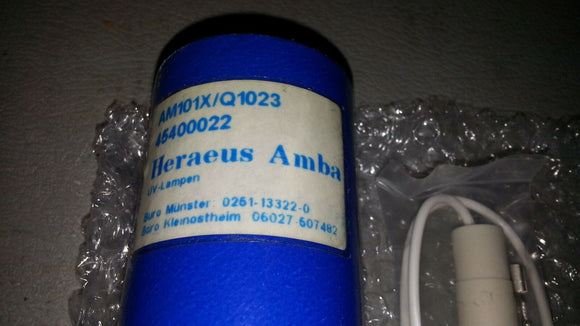 AM101X/Q1023
45400022
Heraeus Amba
UV-Lampen
Büro Münster: 0251-13322-0
Büro Kleinostheim 06027-507482